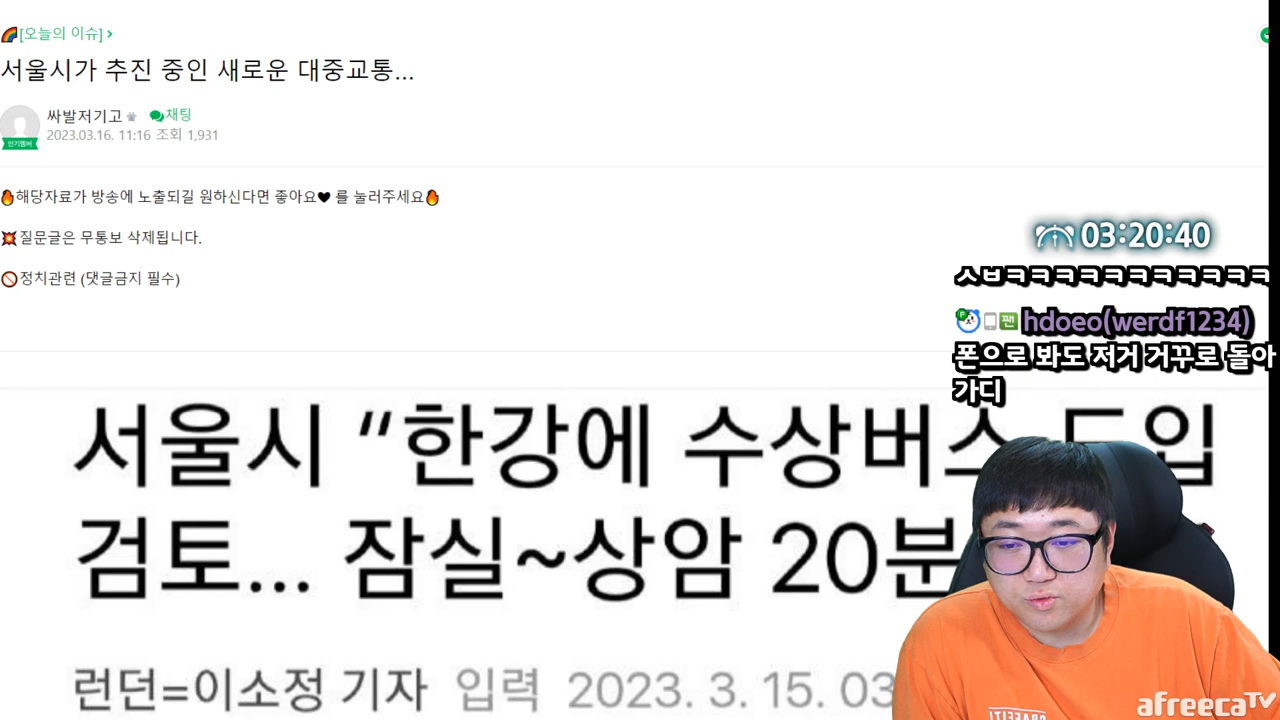 [오늘의 이슈] >
서울시가 추진 중인 새로운 대중교통...
싸발저기고 채팅
인기멤버
2023.03.16. 11:16 조회 1,931
해당자료가 방송에 노출되길 원하신다면 좋아요🖤 를 눌러주세요
질문글은 무통보 삭제됩니다.
정치관련 (댓글금지 필수)
03:20:40
ㅅㅂㅋㅋㅋㅋㅋㅋㅋㅋㅋㅋㅋ
F 팬 hdoeo(werdf1234)
폰으로 봐도 저거 거꾸로 돌아
가디
서울시 “한강에 수상버스 도입
검토... 잠실~상암 20분
런던=이소정 기자 입력 2023. 3. 15. 03
afreecaTV